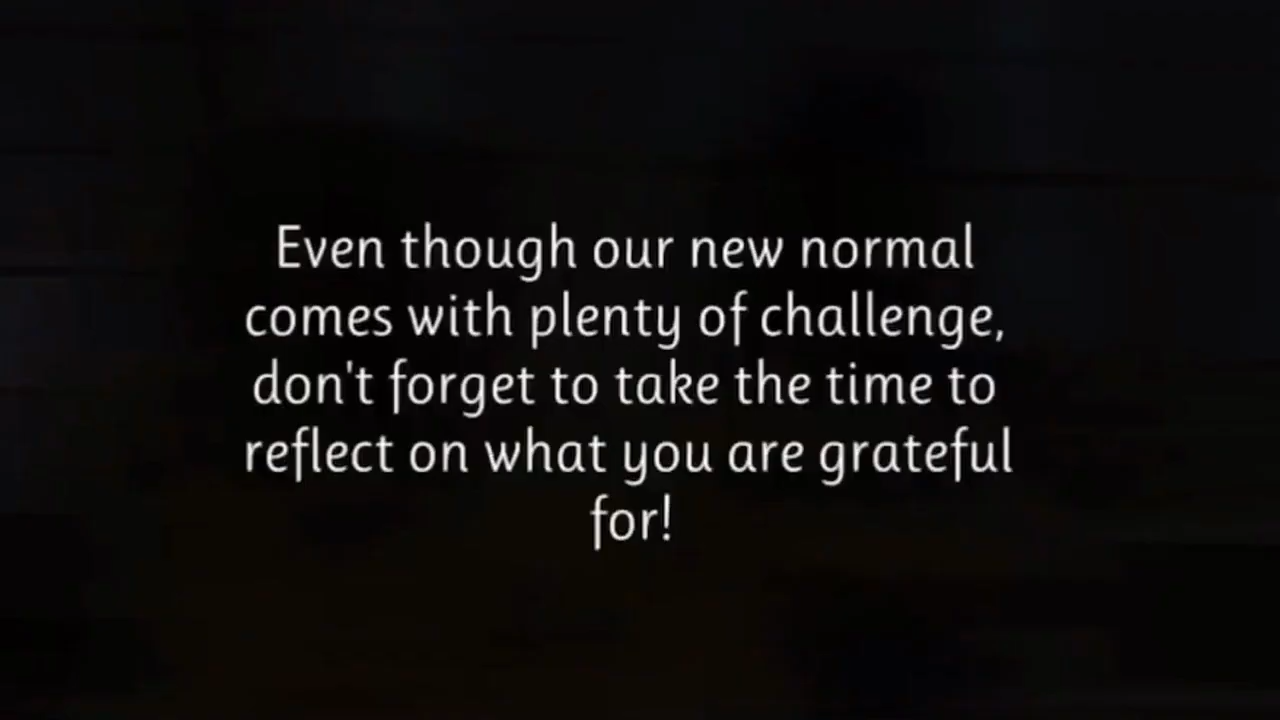 Even though our new normal
comes with plenty of challenge,
don't forget to take the time to
reflect on what you are grateful
for!